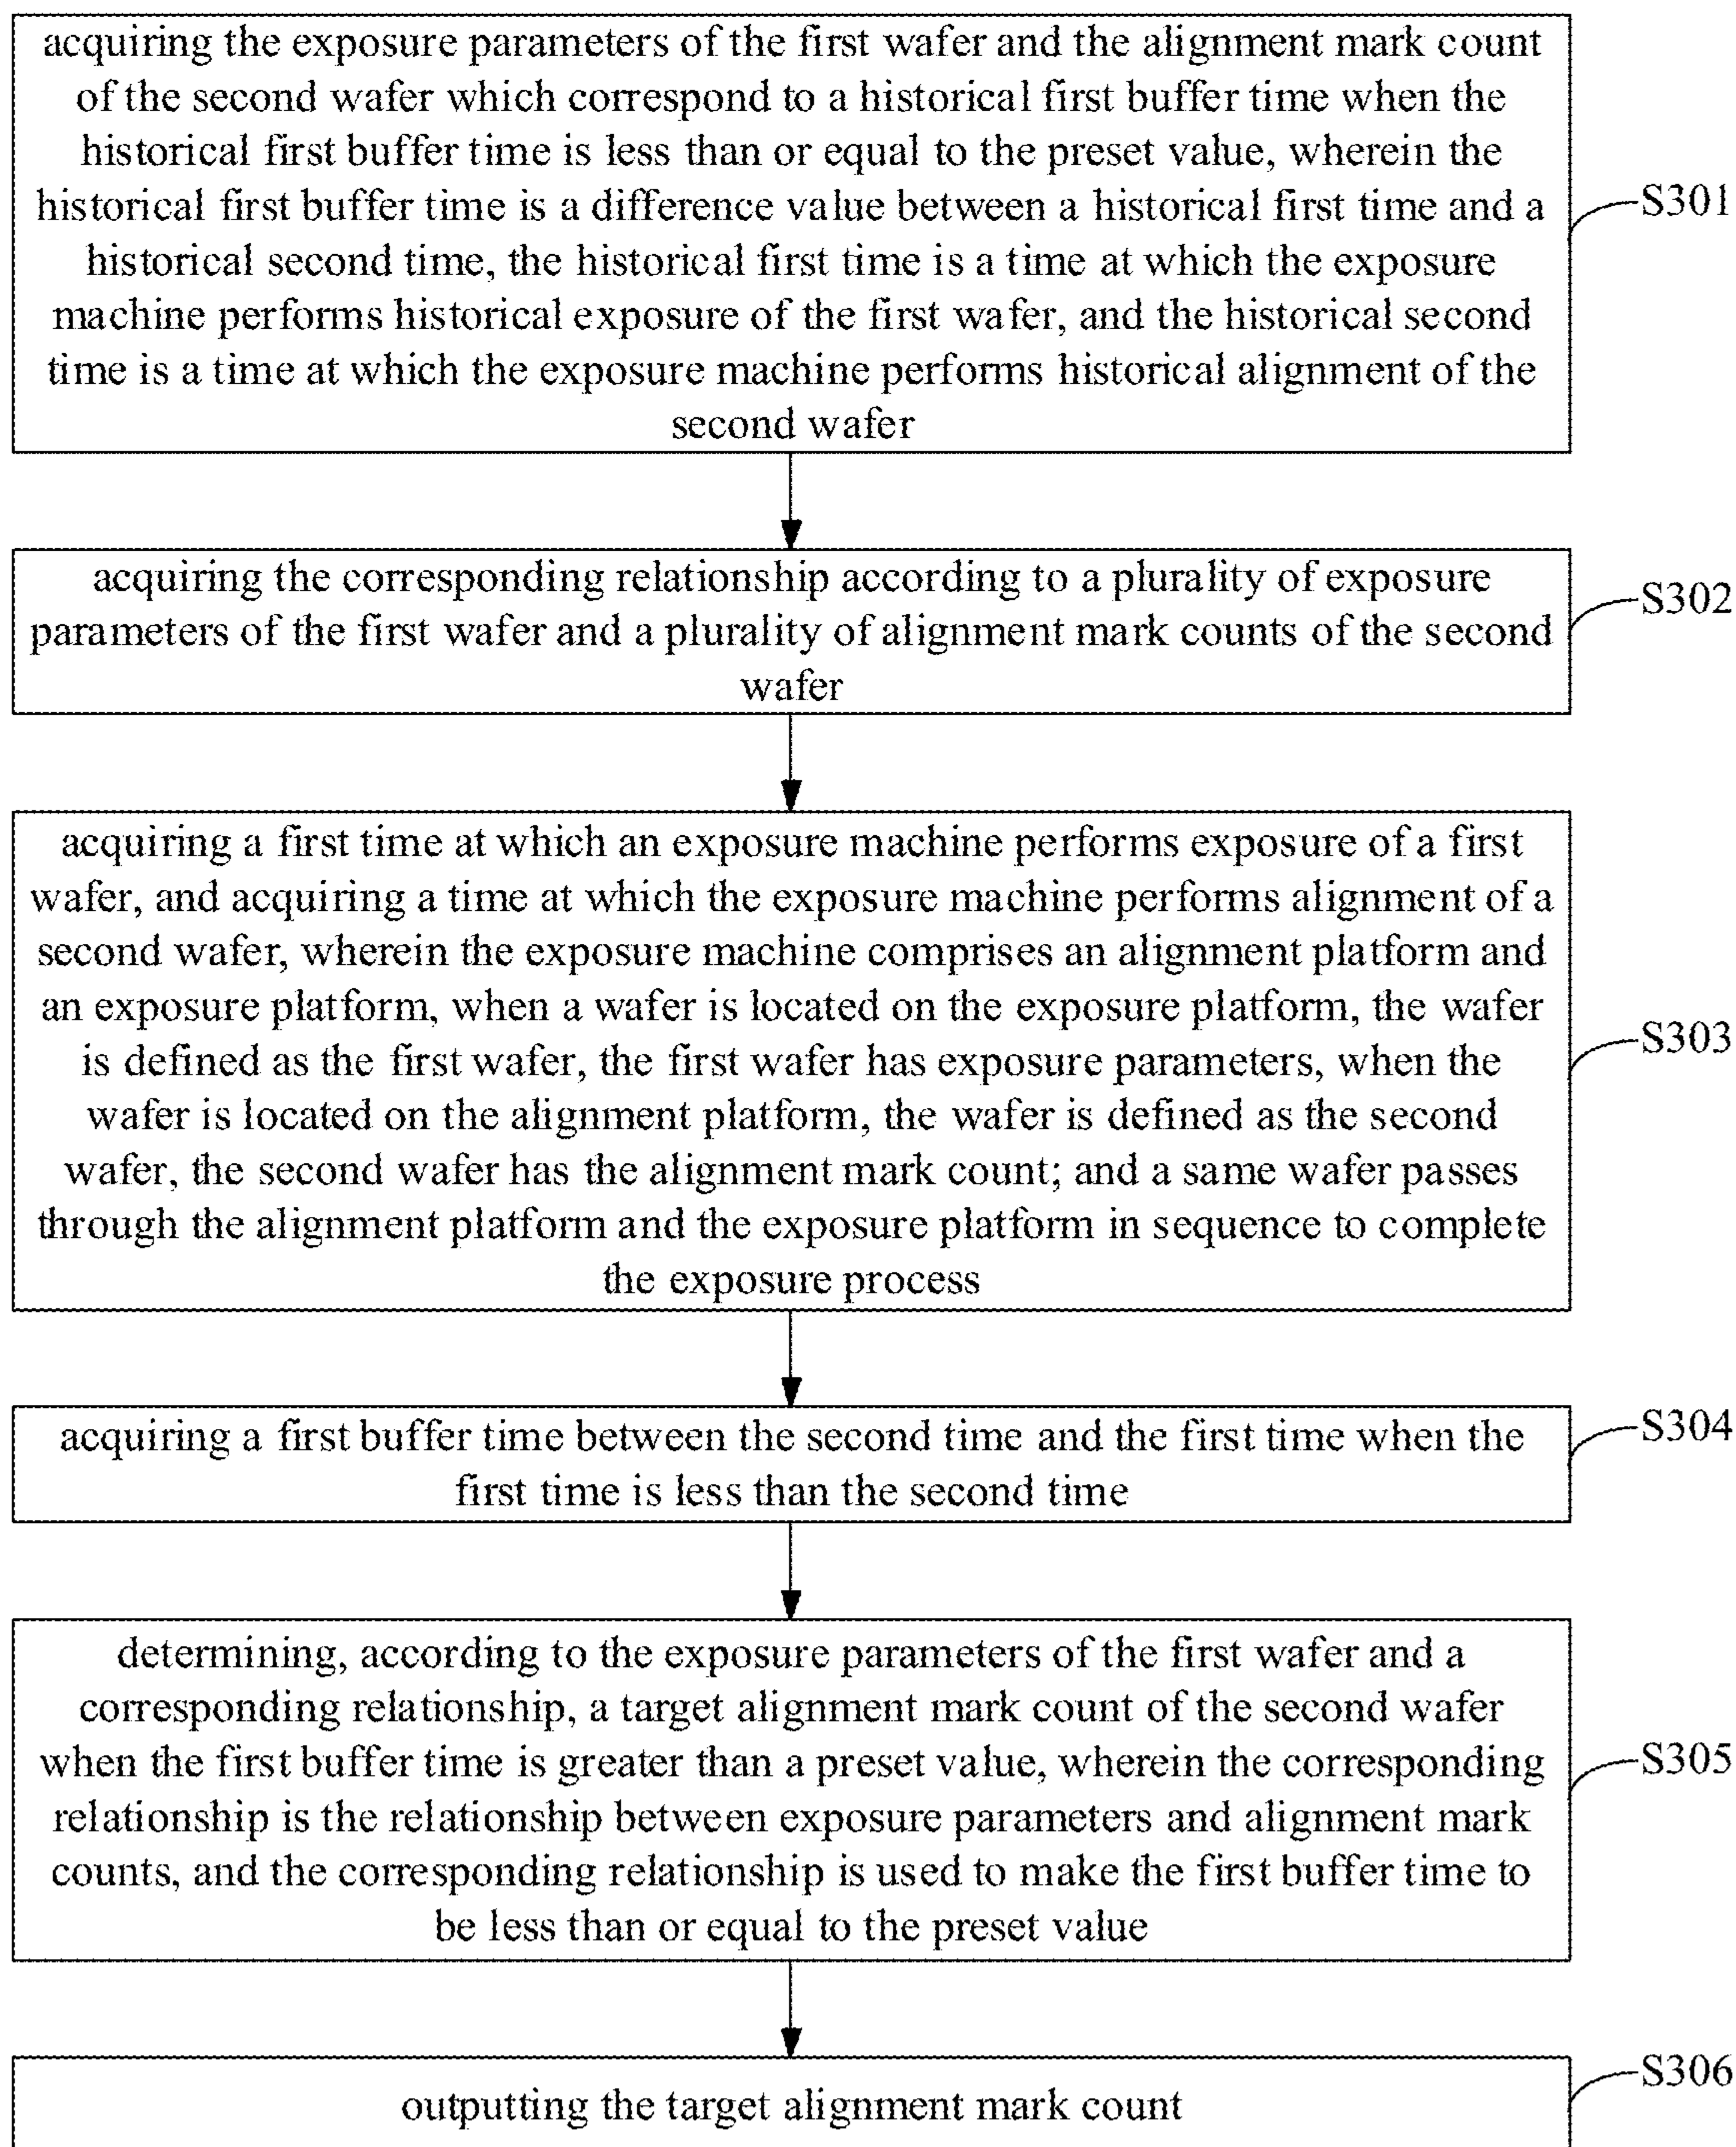 acquiring the exposure parameters of the first wafer and the alignment mark count
of the second wafer which correspond to a historical first buffer time when the
historical first buffer time is less than or equal to the preset value, wherein the
historical first buffer time is a difference value between a historical first time and a
historical second time, the historical first time is a time at which the exposure
machine performs historical exposure of the first wafer, and the historical second
time is a time at which the exposure machine performs historical alignment of the
second wafer
S301
acquiring the corresponding relationship according to a plurality of exposure
parameters of the first wafer and a plurality of alignment mark counts of the second
wafer
S302
acquiring a first time at which an exposure machine performs exposure of a first
wafer, and acquiring a time at which the exposure machine performs alignment of a
second wafer, wherein the exposure machine comprises an alignment platform and
an exposure platform, when a wafer is located on the exposure platform, the wafer
is defined as the first wafer, the first wafer has exposure parameters, when the
wafer is located on the alignment platform, the wafer is defined as the second
wafer, the second wafer has the alignment mark count; and a same wafer passes
through the alignment platform and the exposure platform in sequence to complete
the exposure process
S303
acquiring a first buffer time between the second time and the first time when the
first time is less than the second time
S304
determining, according to the exposure parameters of the first wafer and a
corresponding relationship, a target alignment mark count of the second wafer
when the first buffer time is greater than a preset value, wherein the corresponding
relationship is the relationship between exposure parameters and alignment mark
counts, and the corresponding relationship is used to make the first buffer time to
be less than or equal to the preset value
S305
outputting the target alignment mark count
S306